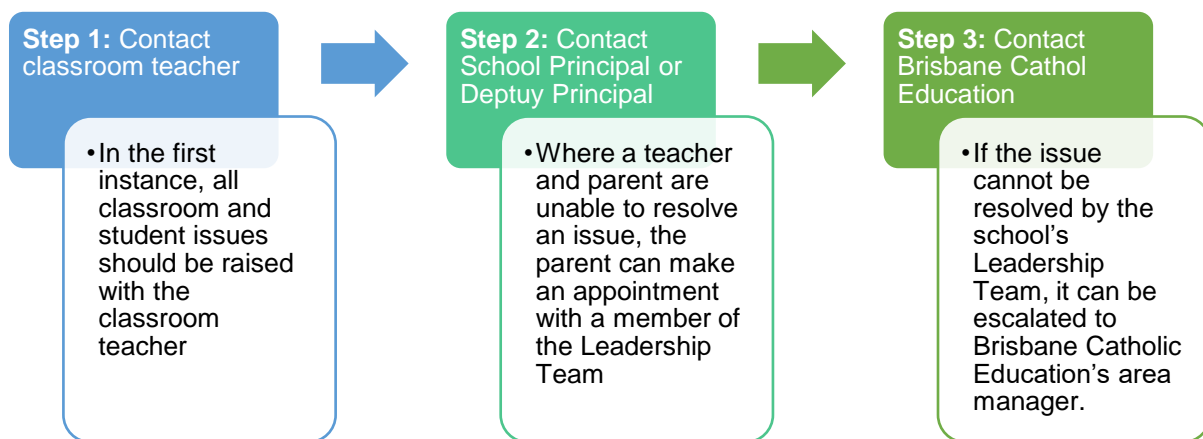 Step 1: Contact
classroom teacher
•In the first
instance, all
classroom and
student issues
should be raised
with the
classroom
teacher
Step 2: Contact
School Principal or
Deptuy Principal
•Where a teacher
and parent are
unable to resolve
an issue, the
parent can make
an appointment
with a member of
the Leadership
Team
Step 3: Contact
Brisbane Cathol
Education
•If the issue
cannot be
resolved by the
school’s
Leadership
Team, it can be
escalated to
Brisbane Catholic
Education’s area
manager.